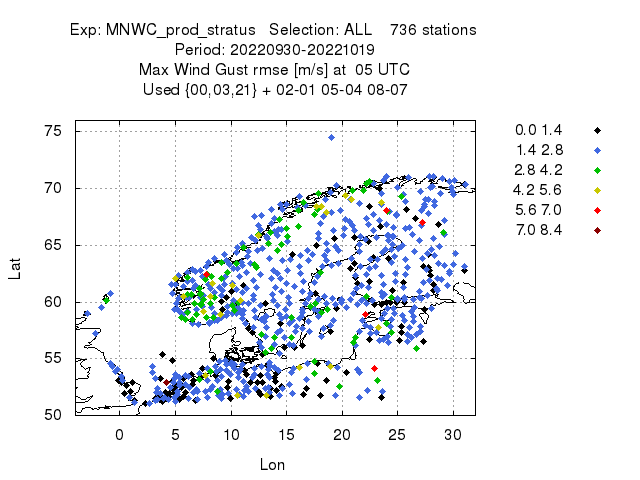 Exp: MNWC_prod_stratus   Selection: ALL    736 stations
Period: 20220930-20221019
Max Wind Gust rmse [m/s] at  05 UTC
Used {00,03,21} + 02-01 05-04 08-07
0.0 1.4
1.4 2.8
2.8 4.2
4.2 5.6
5.6 7.0
7.0 8.4
75
70
65
60
55
50
Lat
0 5 10 15 20 25 30
Lon